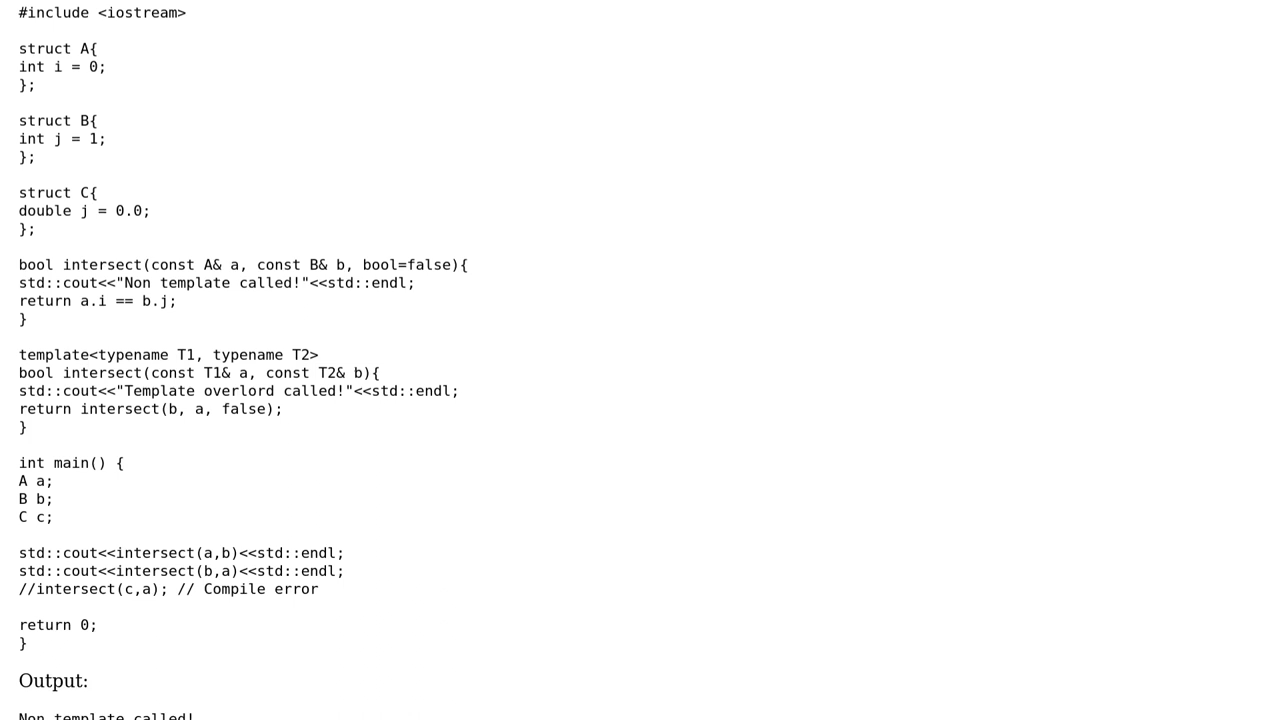 #include <iostream>
struct A{
int i = 0;
};
struct B{
int j = 1;
};
struct C{
double j = 0.0;
};
bool intersect(const A& a, const B& b, bool=false){
std::cout<<"Non template called!"<<std::endl;
return a.i == b.j;
}
template<typename T1, typename T2>
bool intersect(const T1& a, const T2& b){
std::cout<<"Template overlord called!"<<std::endl;
return intersect(b, a, false);
}
int main() {
A a;
B b;
C c;
std::cout<<intersect(a,b)<<std::endl;
std::cout<<intersect(b,a)<<std::endl;
//intersect(c,a); // Compile error
return 0;
}
Output:
Non template called!